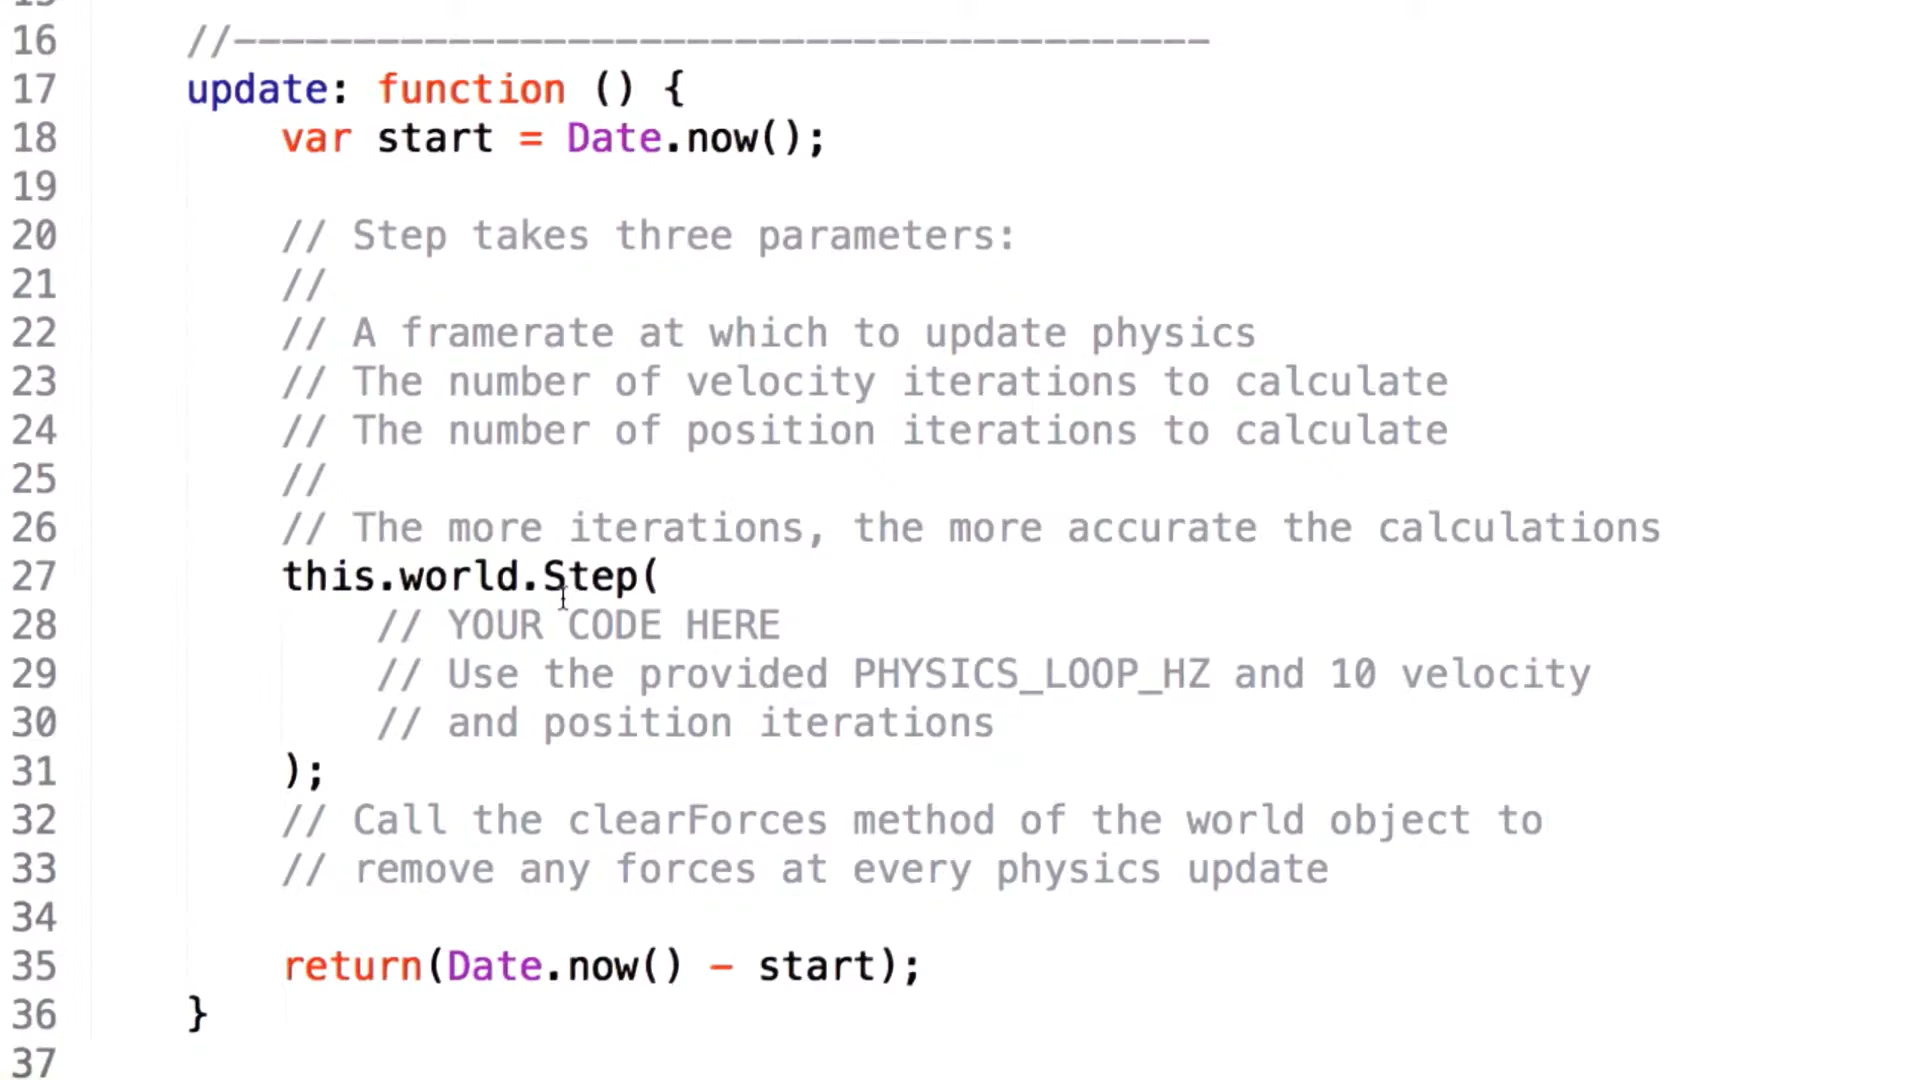 16 //-----------------------------------------
17 update: function () {
18 var start = Date.now();
19
20 // Step takes three parameters:
21 //
22 // A framerate at which to update physics
23 // The number of velocity iterations to calculate
24 // The number of position iterations to calculate
25 //
26 // The more iterations, the more accurate the calculations
27 this.world.Step(
28 // YOUR CODE HERE
29 // Use the provided PHYSICS_LOOP_HZ and 10 velocity
30 // and position iterations
31 );
32 // Call the clearForces method of the world object to
33 // remove any forces at every physics update
34
35 return(Date.now() - start);
36 }
37